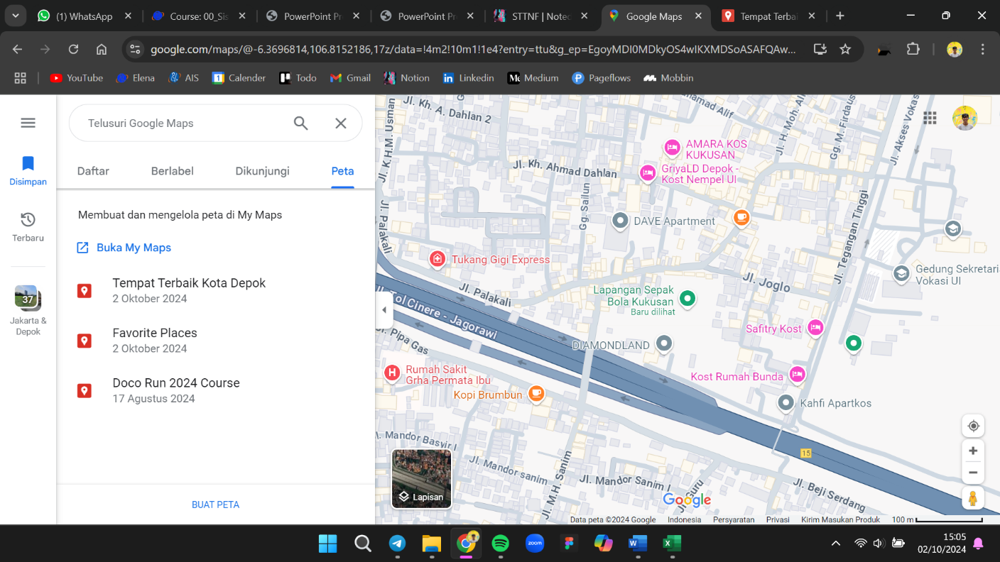 (1) WhatsApp
Course: 00_Sis
PowerPoint Pr
PowerPoint Pr
STTNF | Noted
Google Maps
Tempat Terbai
google.com/maps/@-6.3696814,106.8152186,17z/data=!4m2!10m1!1e4?entry=ttu&g_ep=EgoyMDI0MDkyOS4wIKXMDSoASAFQAw...
YouTube
Elena
AIS
Calender
Todo
Gmail
Notion
Linkedin
Medium
Pageflows
Mobbin
Telusuri Google Maps
Disimpan
Terbaru
37
Jakarta &
Depok
Daftar
Berlabel
Dikunjungi
Peta
Membuat dan mengelola peta di My Maps
Buka My Maps
Tempat Terbaik Kota Depok
2 Oktober 2024
Favorite Places
2 Oktober 2024
Doco Run 2024 Course
17 Agustus 2024
BUAT PETA
Jl. Kh. A. Dahlan 2
Jl. K.H.M. Usman
Jl. H. Moh. Ali
Gg. M. Firdaus
Jl. Akses Vokas
AMARA KOS
KUKUSAN
Jl. Kh. Ahmad Dahlan
GriyaLD Depok -
Kost Nempel UI
Gg. Sailun
Jl. Palakali
DAVE Apartment
Jl. Tegangan Tinggi
Tukang Gigi Express
Gedung Sekretari
Vokasi UI
Jl. Joglo
Jl. Palakali
Lapangan Sepak
Bola Kukusan
Baru dilihat
ol Cinere - Jagorawi
Safitry Kost
Pipa Gas
DIAMONDLAND
Rumah Sakit
Grha Permata Ibu
Kost Rumah Bunda
Kopi Brumbun
Kahfi Apartkos
Mandor Basyir I
15
Jl. Mandor sanim
Jl. M.H. Sanim
Jl. Mandor Sanim I
Guru
Jl. Beji Serdang
Lapisan
Google
Data peta ©2024 Google
Indonesia
Persyaratan
Privasi
Kirim Masukan Produk
100 m
zoom
15:05
02/10/2024